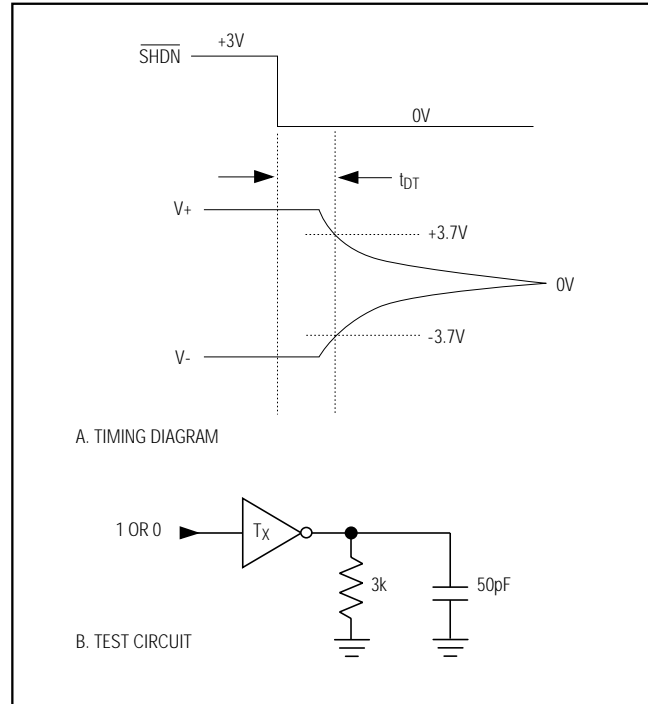 +3V
SHDN
0V
tDT
V+
+3.7V
0V
-3.7V
V-
A. TIMING DIAGRAM
1 OR 0
TX
3k
50pF
B. TEST CIRCUIT